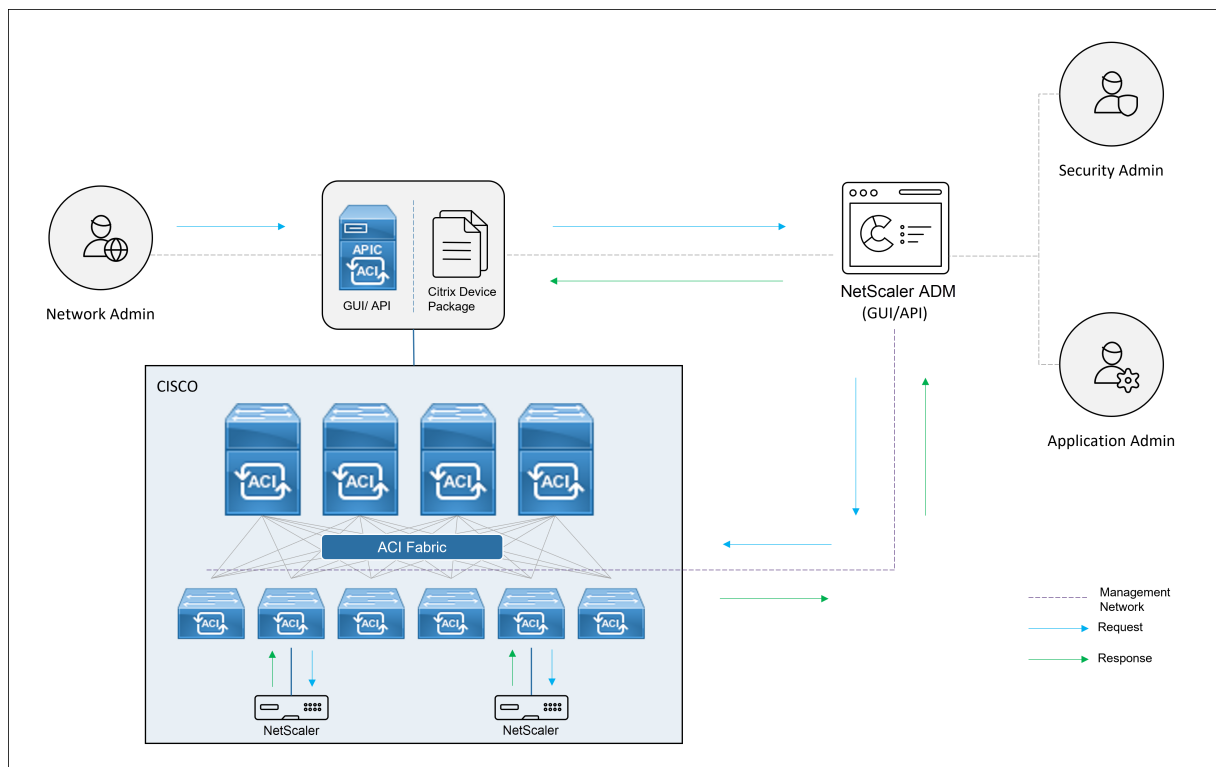 Security Admin
Network Admin
APIC
ACI
GUI/ API
Citrix Device
Package
NetScaler ADM
(GUI/API)
Application Admin
CISCO
ACI
ACI
ACI
ACI
ACI Fabric
ACI
ACI
ACI
ACI
ACI
ACI
NetScaler
NetScaler
Management
Network
Request
Response